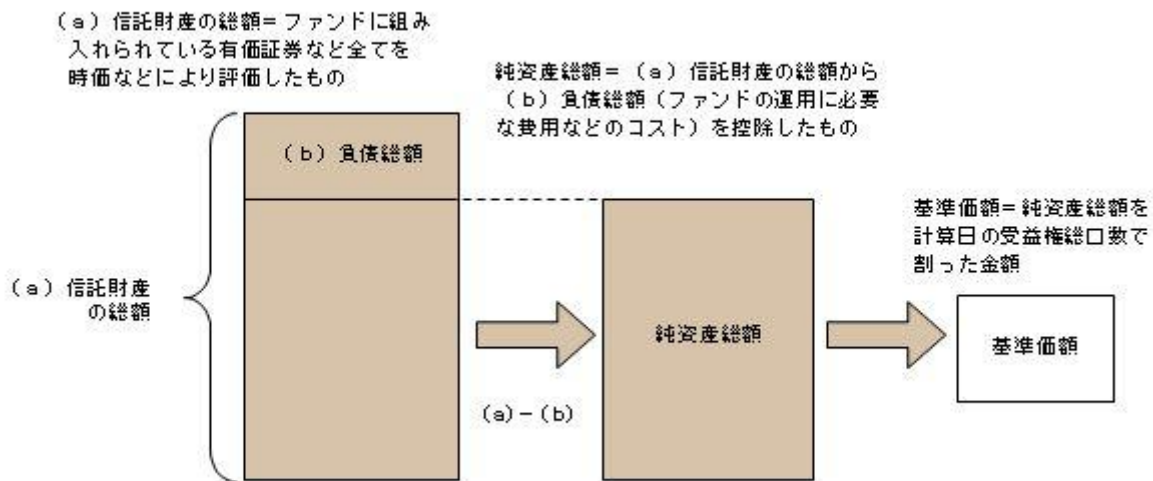 （a）信託財産の総額＝ファンドに組み
入れられている有価証券など全てを
時価などにより評価したもの
純資産総額＝（a）信託財産の総額から
（b）負債総額（ファンドの運用に必要
な費用などのコスト）を控除したもの
（b）負債総額
基準価額＝純資産総額を
計算日の受益権総口数で
割った金額
（a）信託財産
の総額
純資産総額
基準価額
（a）－（b）